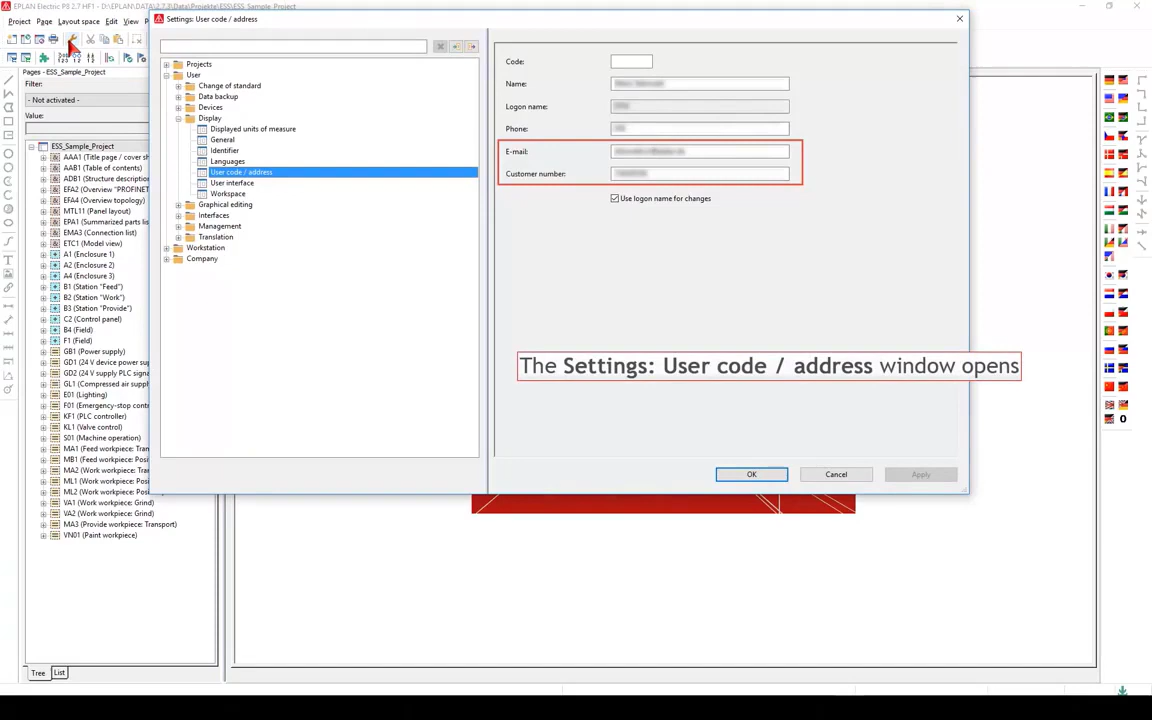 EPLAN Electric P8 2.7 HF1 - D:\EPLAN\DATA\2.7.3\Data\Projekte\ESS\ESS_Sample_Project
Settings: User code / address
Project Page Layout space Edit View
Pages - ESS_Sample_Project
Filter:
- Not activated -
Value:
ESS_Sample_Project
AAA1 (Title page / cover sh
AAB1 (Table of contents)
ADB1 (Structure description
EFA2 (Overview "PROFINET
EFA4 (Overview topology)
MTL11 (Panel layout)
EPA1 (Summarized parts lis
EMA3 (Connection list)
ETC1 (Model view)
A1 (Enclosure 1)
A2 (Enclosure 2)
A4 (Enclosure 3)
B1 (Station "Feed")
B2 (Station "Work")
B3 (Station "Provide")
C2 (Control panel)
B4 (Field)
F1 (Field)
GB1 (Power supply)
GD1 (24 V device power sup
GD2 (24 V PLC signa
GL1 (Compressed air supply
E01 (Lighting)
F01 (Emergency-stop contro
KF1 (PLC controller)
KL1 (Valve control)
S01 (Machine operation)
MA1 (Feed workpiece: Tran
MB1 (Feed workpiece: Posi
MA2 (Work workpiece: Tra
ML1 (Work workpiece: Posi
ML2 (Work workpiece: Posi
VA1 (Work workpiece: Grind)
VA2 (Work workpiece: Grind)
MA3 (Provide workpiece: Transport)
VN01 (Paint workpiece)
Tree List
Projects
User
Change of standard
Data backup
Devices
Display
Displayed units of measure
General
Identifier
Languages
User code / address
User interface
Workspace
Graphical editing
Interfaces
Management
Translation
Workstation
Company
Code:
Name:
Logon name:
Phone:
E-mail:
Customer number:
Use logon name for changes
The Settings: User code / address window opens
OK Cancel Apply
0